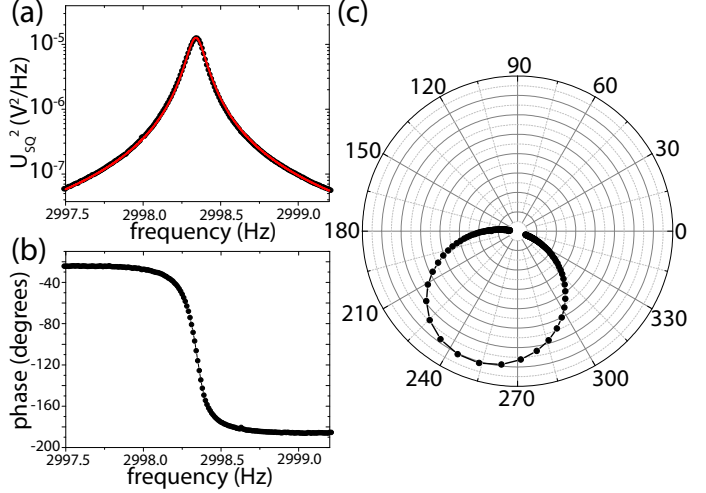 (a)
U_SQ^2 (V^2/Hz)
10^-5
10^-6
10^-7
2997.5 2998.0 2998.5 2999.0
frequency (Hz)
(b)
phase (degrees)
-40
-80
-120
-160
-200
2997.5 2998.0 2998.5 2999.0
frequency (Hz)
(c)
90
120 60
150 30
180 0
210 330
240 300
270